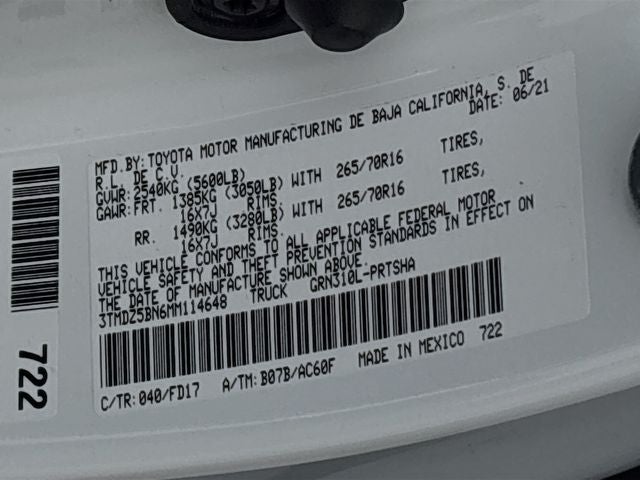 MFD.BY: TOYOTA MOTOR MANUFACTURING DE BAJA CALIFORNIA, S. DE
R.L. DE C.V. DATE: 06/21
GVWR: 2540KG (5600LB)
GAWR: FRT. 1385KG (3050LB) WITH 265/70R16 TIRES,
16X7J RIMS.
RR. 1490KG (3280LB) WITH 265/70R16 TIRES,
16X7J RIMS.
THIS VEHICLE CONFORMS TO ALL APPLICABLE FEDERAL MOTOR
VEHICLE SAFETY AND THEFT PREVENTION STANDARDS IN EFFECT ON
THE DATE OF MANUFACTURE SHOWN ABOVE.
3TMDZ5BN6MM114648 TRUCK GRN310L-PRTSHA
C/TR: 040/FD17 A/TM: B07B/AC60F MADE IN MEXICO 722
722